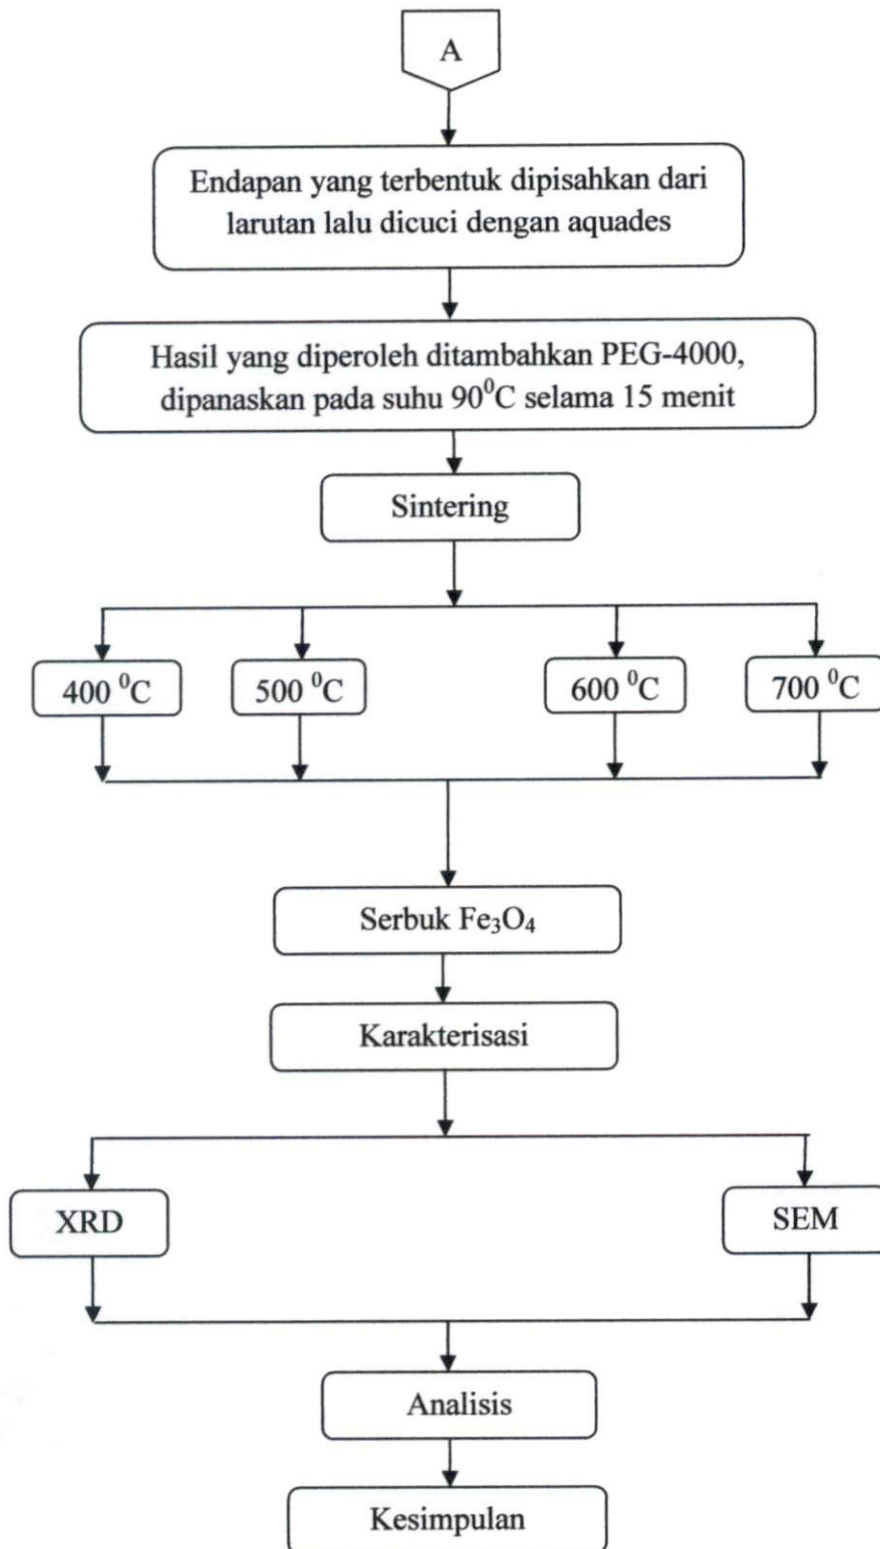 A
Endapan yang terbentuk dipisahkan dari
larutan lalu dicuci dengan aquades
Hasil yang diperoleh ditambahkan PEG-4000,
dipanaskan pada suhu 90⁰C selama 15 menit
Sintering
400 ⁰C
500 ⁰C
600 ⁰C
700 ⁰C
Serbuk Fe₃O₄
Karakterisasi
XRD
SEM
Analisis
Kesimpulan